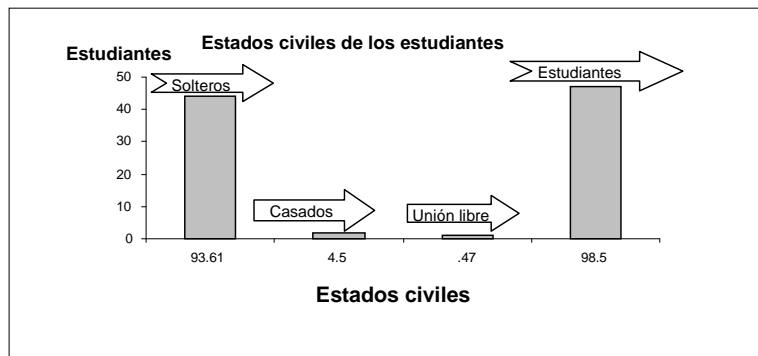 Estados civiles de los estudiantes
Estudiantes
50
40
30
20
10
0
Solteros
Casados
Unión libre
Estudiantes
93.61
4.5
.47
98.5
Estados civiles